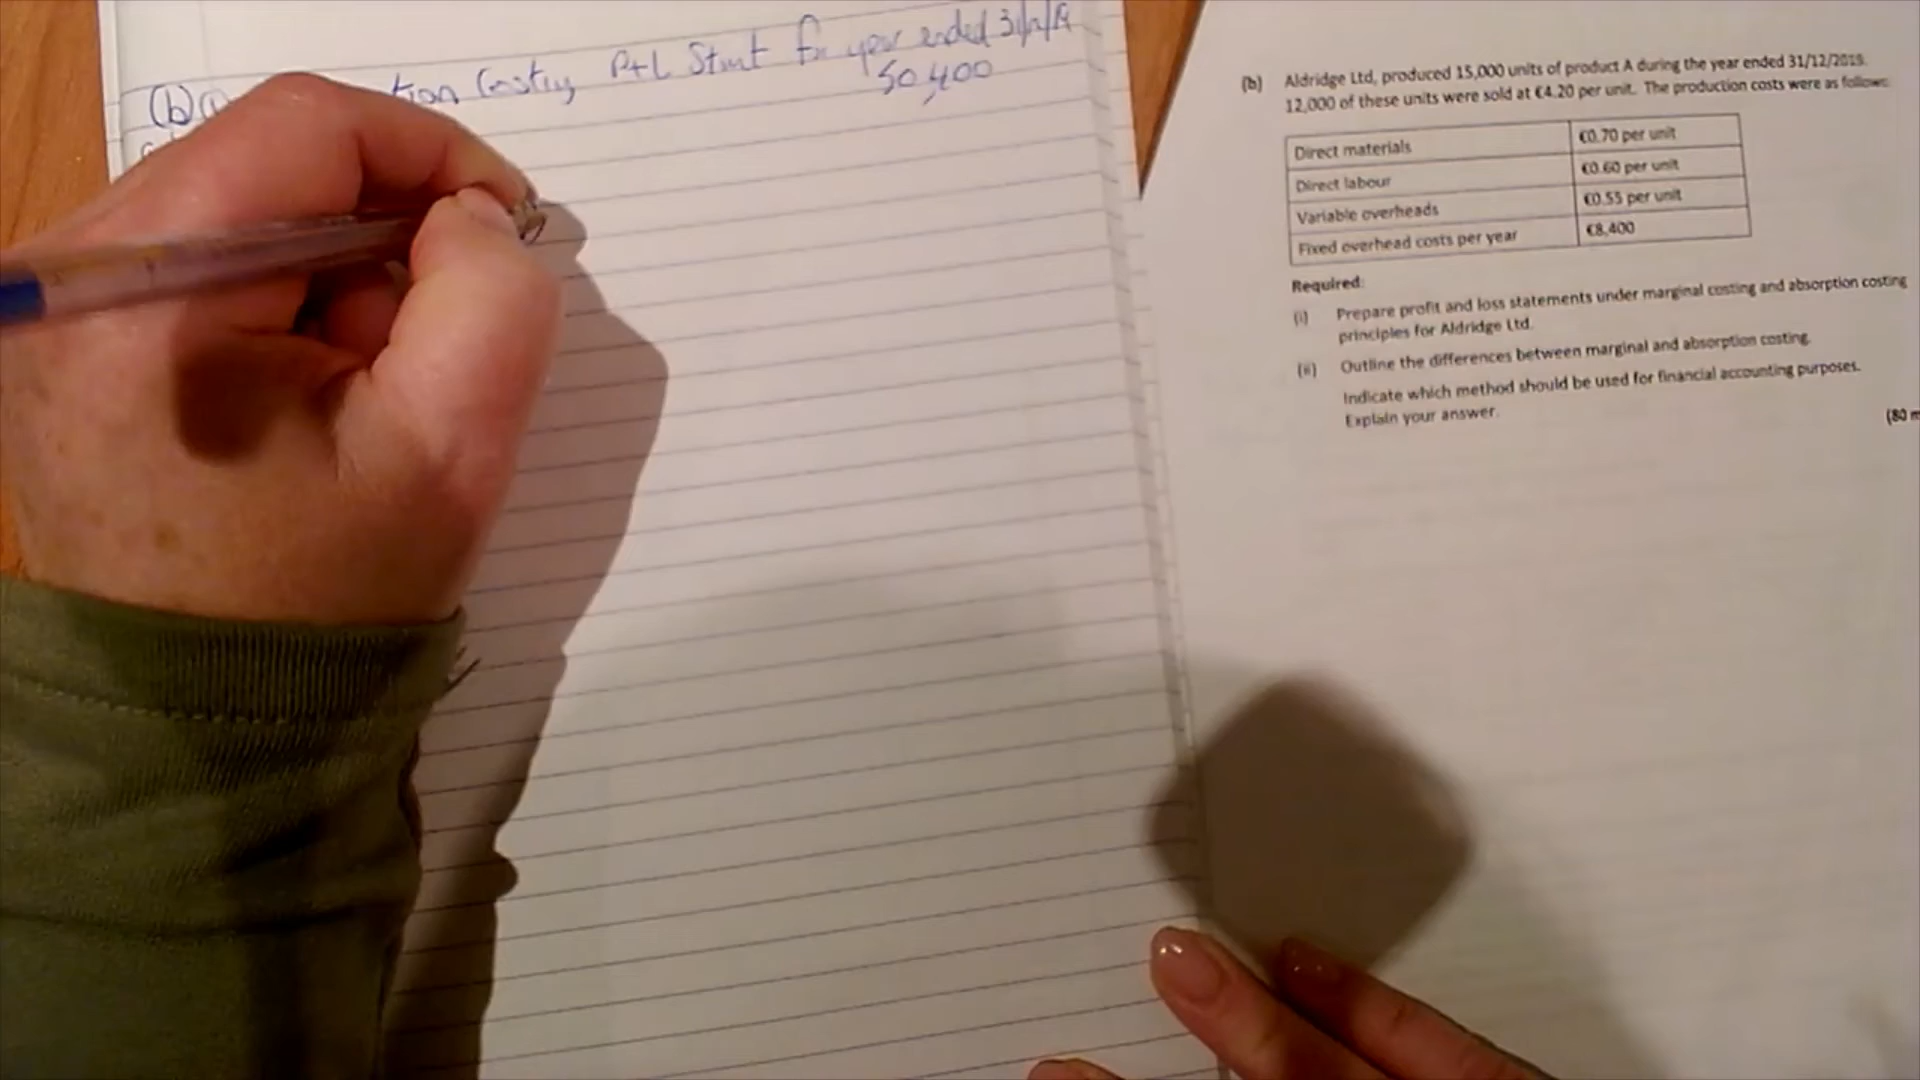 (b) (i) tion Costing P+L Stmt for year ended 31/12/19
50,400
(b) Aldridge Ltd, produced 15,000 units of product A during the year ended 31/12/2019.
12,000 of these units were sold at €4.20 per unit. The production costs were as follows:
Direct materials €0.70 per unit
Direct labour €0.60 per unit
Variable overheads €0.55 per unit
Fixed overhead costs per year €8,400
Required:
(i) Prepare profit and loss statements under marginal costing and absorption costing
principles for Aldridge Ltd.
(ii) Outline the differences between marginal and absorption costing.
Indicate which method should be used for financial accounting purposes.
Explain your answer.
(80 m